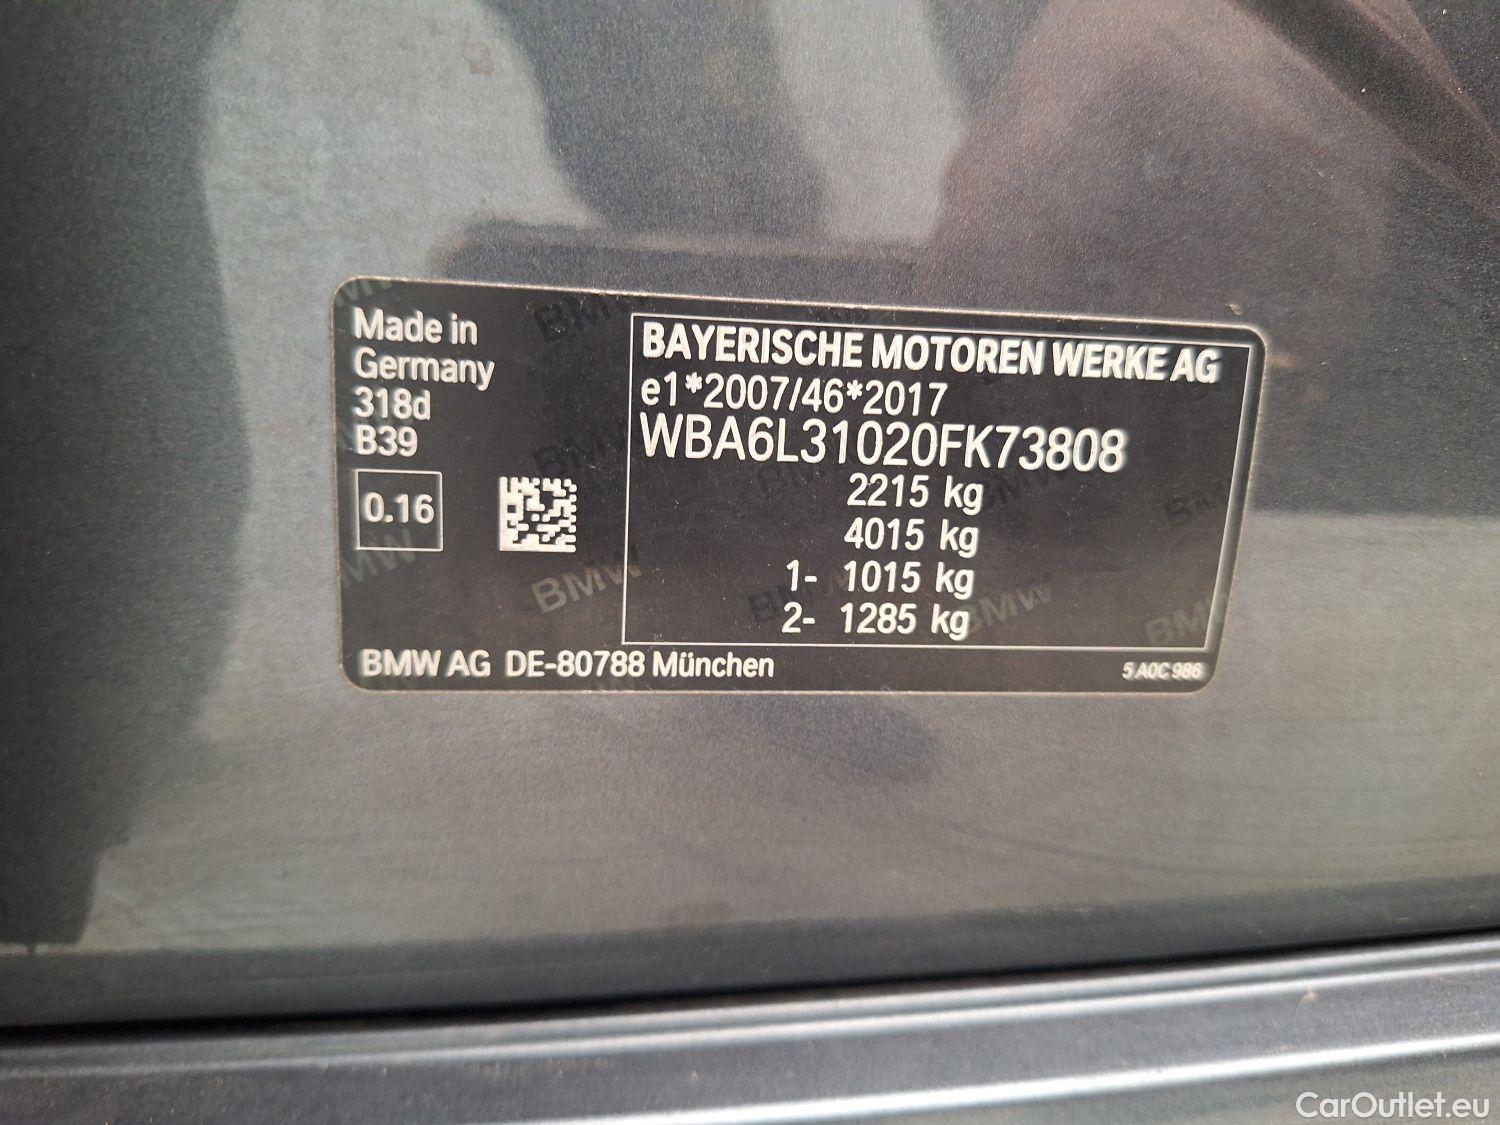 Made in
Germany
318d
B39
0.16
BAYERISCHE MOTOREN WERKE AG
e1*2007/46*2017
WBA6L31020FK73808
2215 kg
4015 kg
1- 1015 kg
2- 1285 kg
BMW AG DE-80788 München
5 A0C 986
CarOutlet.eu